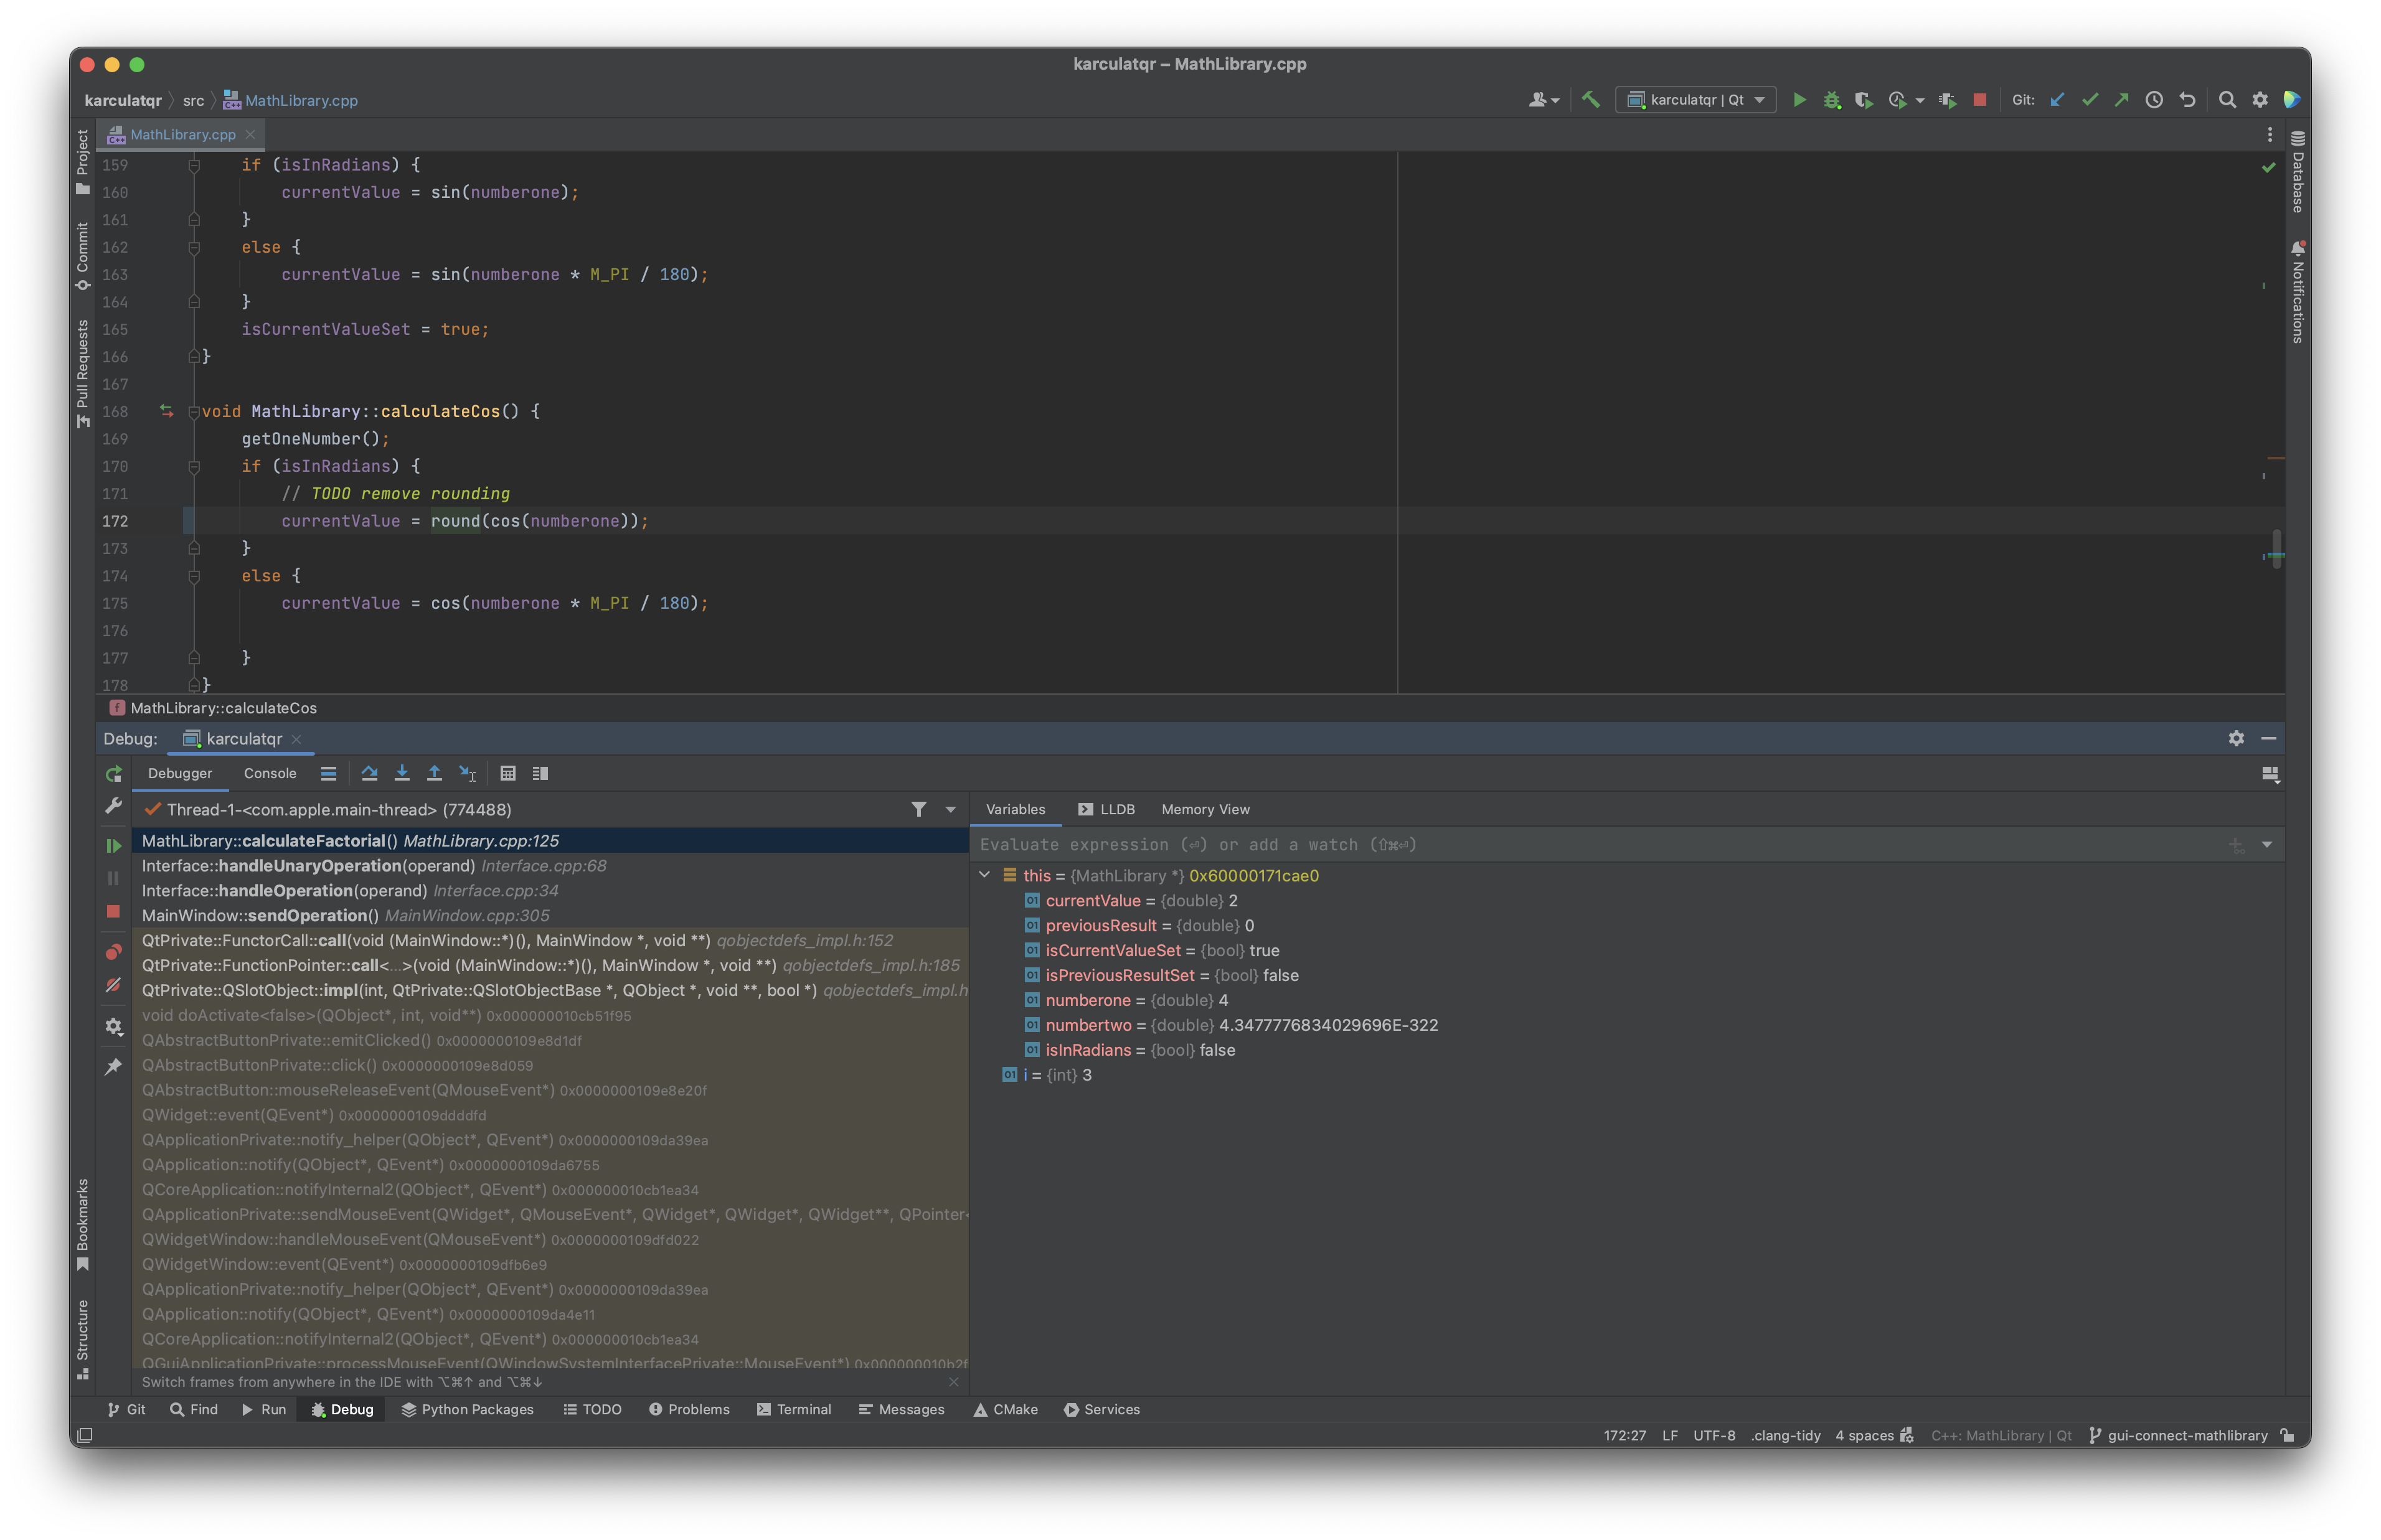 karculatqr – MathLibrary.cpp
karculatqr 〉 src 〉 MathLibrary.cpp
karculatqr | Qt
Git:
Project
Commit
Pull Requests
Bookmarks
Structure
Database
Notifications
MathLibrary.cpp
159 if (isInRadians) {
160 currentValue = sin(numberone);
161 }
162 else {
163 currentValue = sin(numberone * M_PI / 180);
164 }
165 isCurrentValueSet = true;
166 }
167
168 void MathLibrary::calculateCos() {
169 getOneNumber();
170 if (isInRadians) {
171 // TODO remove rounding
172 currentValue = round(cos(numberone));
173 }
174 else {
175 currentValue = cos(numberone * M_PI / 180);
176
177 }
178 }
MathLibrary::calculateCos
Debug: karculatqr
Debugger Console
Thread-1-<com.apple.main-thread> (774488)
MathLibrary::calculateFactorial() MathLibrary.cpp:125
Interface::handleUnaryOperation(operand) Interface.cpp:68
Interface::handleOperation(operand) Interface.cpp:34
MainWindow::sendOperation() MainWindow.cpp:305
QtPrivate::FunctorCall::call(void (MainWindow::*)(), MainWindow *, void **) qobjectdefs_impl.h:152
QtPrivate::FunctionPointer::call<...>(void (MainWindow::*)(), MainWindow *, void **) qobjectdefs_impl.h:185
QtPrivate::QSlotObject::impl(int, QtPrivate::QSlotObjectBase *, QObject *, void **, bool *) qobjectdefs_impl.h
void doActivate<false>(QObject*, int, void**) 0x000000010cb51f95
QAbstractButtonPrivate::emitClicked() 0x0000000109e8d1df
QAbstractButtonPrivate::click() 0x0000000109e8d059
QAbstractButton::mouseReleaseEvent(QMouseEvent*) 0x0000000109e8e20f
QWidget::event(QEvent*) 0x0000000109ddddfd
QApplicationPrivate::notify_helper(QObject*, QEvent*) 0x0000000109da39ea
QApplication::notify(QObject*, QEvent*) 0x0000000109da6755
QCoreApplication::notifyInternal2(QObject*, QEvent*) 0x000000010cb1ea34
QApplicationPrivate::sendMouseEvent(QWidget*, QMouseEvent*, QWidget*, QWidget*, QWidget**, QPointer<
QWidgetWindow::handleMouseEvent(QMouseEvent*) 0x0000000109dfd022
QWidgetWindow::event(QEvent*) 0x0000000109dfb6e9
QApplicationPrivate::notify_helper(QObject*, QEvent*) 0x0000000109da39ea
QApplication::notify(QObject*, QEvent*) 0x0000000109da4e11
QCoreApplication::notifyInternal2(QObject*, QEvent*) 0x000000010cb1ea34
QGuiApplicationPrivate::processMouseEvent(QWindowSystemInterfacePrivate::MouseEvent*) 0x000000010b2f
Switch frames from anywhere in the IDE with ⌥⌘↑ and ⌥⌘↓
Variables LLDB Memory View
Evaluate expression (⏎) or add a watch (⇧⌘⏎)
this = {MathLibrary *} 0x60000171cae0
currentValue = {double} 2
previousResult = {double} 0
isCurrentValueSet = {bool} true
isPreviousResultSet = {bool} false
numberone = {double} 4
numbertwo = {double} 4.3477776834029696E-322
isInRadians = {bool} false
i = {int} 3
Git Find Run Debug Python Packages TODO Problems Terminal Messages CMake Services
172:27 LF UTF-8 .clang-tidy 4 spaces C++: MathLibrary | Qt gui-connect-mathlibrary